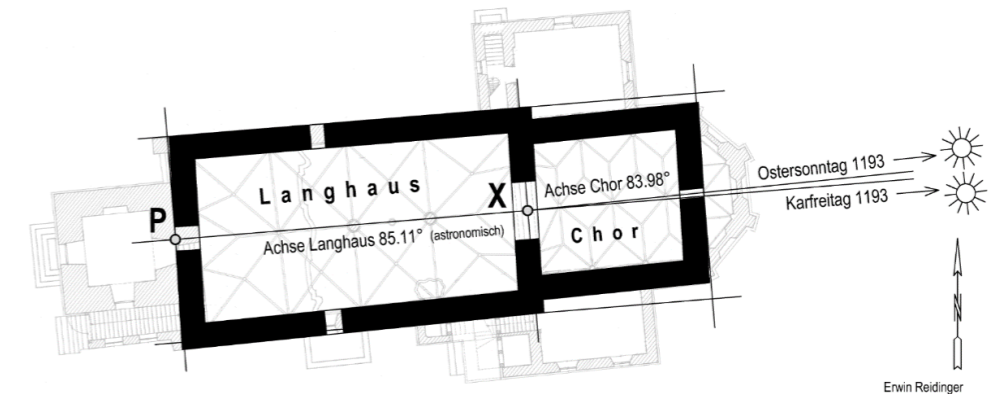 P
Langhaus
X
Achse Langhaus 85.11° (astronomisch)
Achse Chor 83.98°
Chor
Ostersonntag 1193
Karfreitag 1193
N
Erwin Reidinger